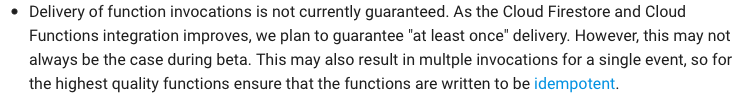 • Delivery of function invocations is not currently guaranteed. As the Cloud Firestore and Cloud
Functions integration improves, we plan to guarantee "at least once" delivery. However, this may not
always be the case during beta. This may also result in multple invocations for a single event, so for
the highest quality functions ensure that the functions are written to be idempotent.